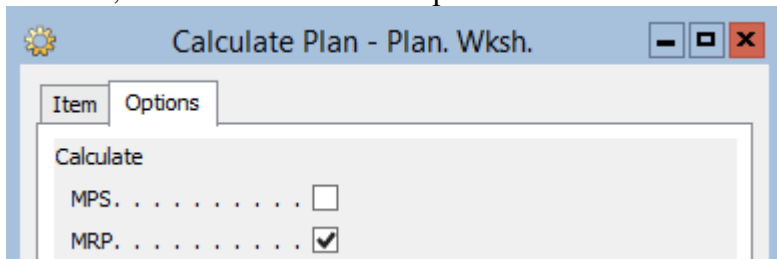 Calculate Plan - Plan. Wksh.
Item Options
Calculate
MPS. . . . . . . . . . .
MRP. . . . . . . . . . .